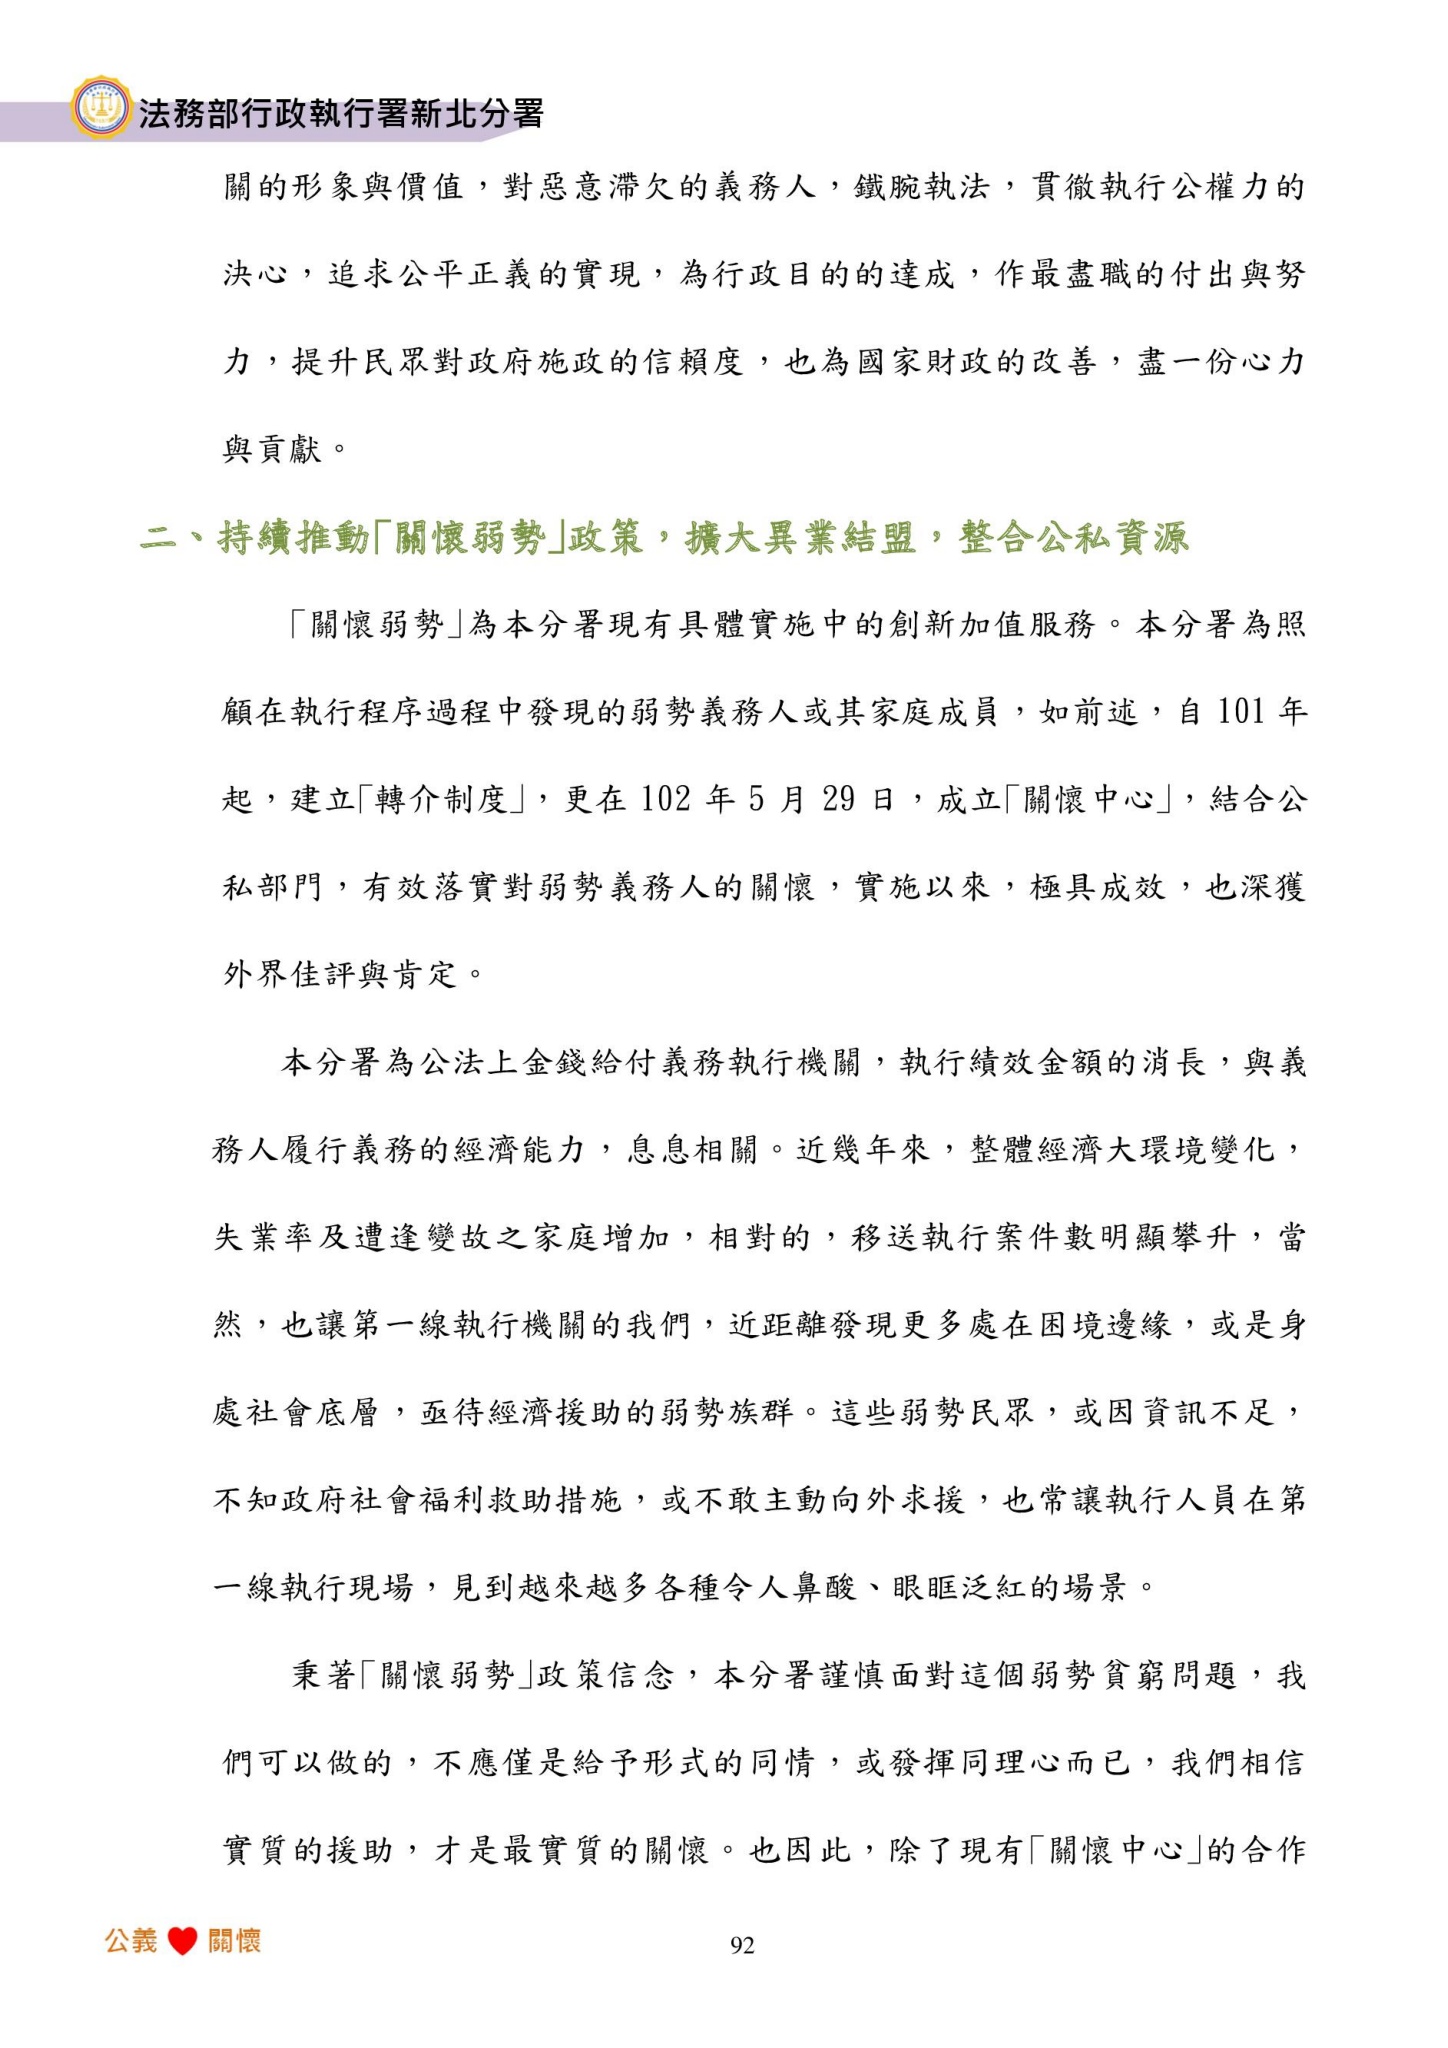 法務部行政執行署新北分署
關的形象與價值，對惡意滯欠的義務人，鐵腕執法，貫徹執行公權力的
決心，追求公平正義的實現，為行政目的的達成，作最盡職的付出與努
力，提升民眾對政府施政的信賴度，也為國家財政的改善，盡一份心力
與貢獻。
二、持續推動「關懷弱勢」政策，擴大異業結盟，整合公私資源
「關懷弱勢」為本分署現有具體實施中的創新加值服務。本分署為照
顧在執行程序過程中發現的弱勢義務人或其家庭成員，如前述，自 101 年
起，建立「轉介制度」，更在 102 年 5 月 29 日，成立「關懷中心」，結合公
私部門，有效落實對弱勢義務人的關懷，實施以來，極具成效，也深獲
外界佳評與肯定。
本分署為公法上金錢給付義務執行機關，執行績效金額的消長，與義
務人履行義務的經濟能力，息息相關。近幾年來，整體經濟大環境變化，
失業率及遭逢變故之家庭增加，相對的，移送執行案件數明顯攀升，當
然，也讓第一線執行機關的我們，近距離發現更多處在困境邊緣，或是身
處社會底層，亟待經濟援助的弱勢族群。這些弱勢民眾，或因資訊不足，
不知政府社會福利救助措施，或不敢主動向外求援，也常讓執行人員在第
一線執行現場，見到越來越多各種令人鼻酸、眼眶泛紅的場景。
秉著「關懷弱勢」政策信念，本分署謹慎面對這個弱勢貧窮問題，我
們可以做的，不應僅是給予形式的同情，或發揮同理心而已，我們相信
實質的援助，才是最實質的關懷。也因此，除了現有「關懷中心」的合作
公義 ♥ 關懷
92